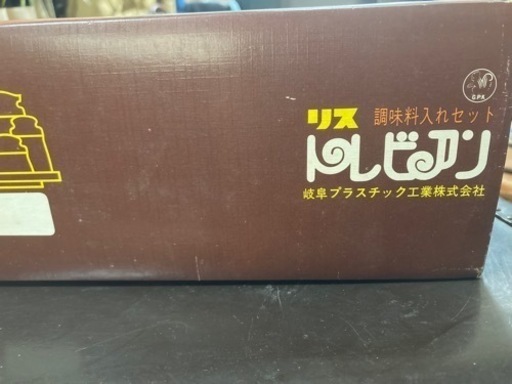 GPA
リス 調味料入れセット
トレビアン
岐阜プラスチック工業株式会社